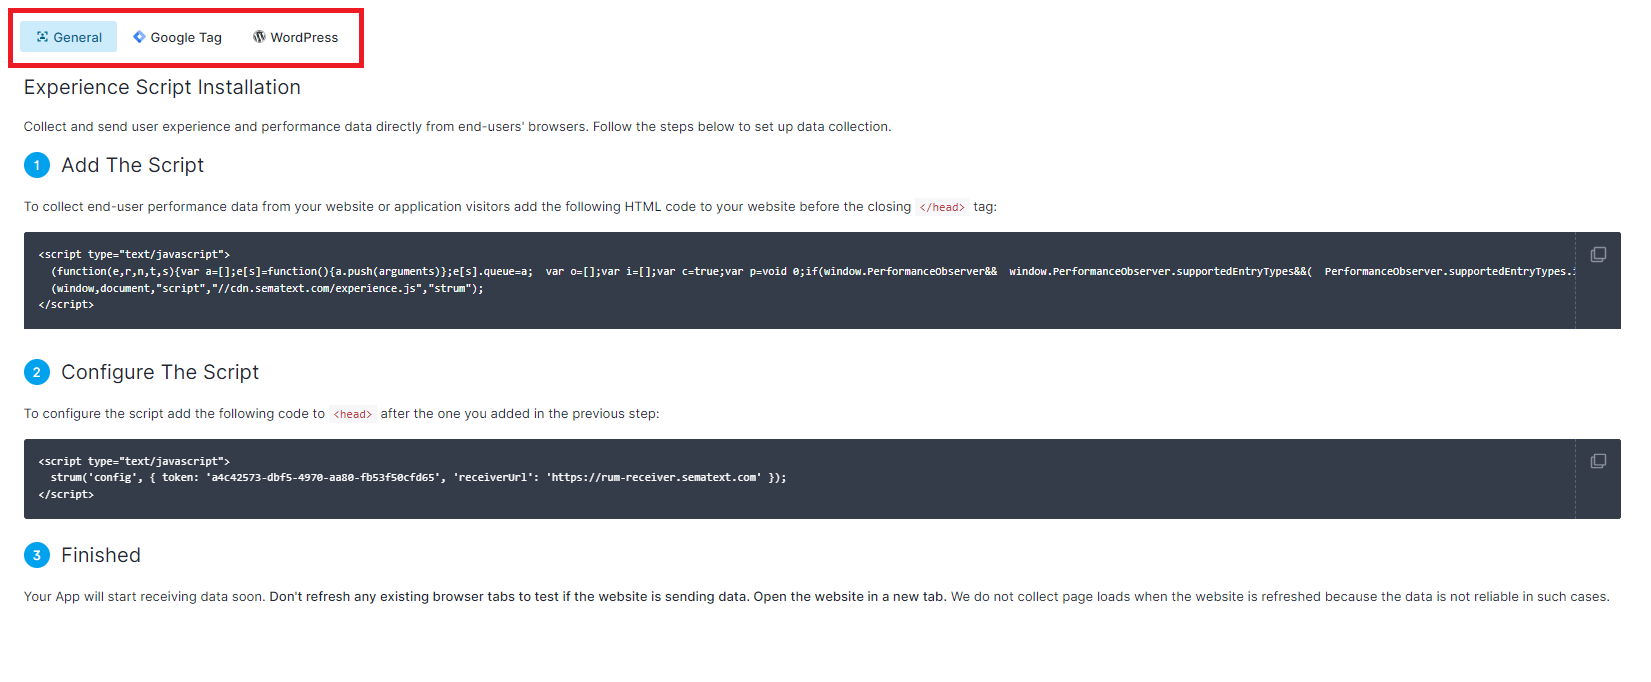 General Google Tag WordPress
Experience Script Installation
Collect and send user experience and performance data directly from end-users' browsers. Follow the steps below to set up data collection.
1 Add The Script
To collect end-user performance data from your website or application visitors add the following HTML code to your website before the closing </head> tag:
<script type="text/javascript">
(function(e,r,n,t,s){var a=[];e[s]=function(){a.push(arguments)};e[s].queue=a;  var o=[];var i=[];var c=true;var p=void 0;if(window.PerformanceObserver&&  window.PerformanceObserver.supportedEntryTypes&&(  PerformanceObserver.supportedEntryTypes.
(window,document,"script","//cdn.sematext.com/experience.js","strum");
</script>
2 Configure The Script
To configure the script add the following code to <head> after the one you added in the previous step:
<script type="text/javascript">
strum('config', { token: 'a4c42573-dbf5-4970-aa80-fb53f50cfd65', 'receiverUrl': 'https://rum-receiver.sematext.com' });
</script>
3 Finished
Your App will start receiving data soon. Don't refresh any existing browser tabs to test if the website is sending data. Open the website in a new tab. We do not collect page loads when the website is refreshed because the data is not reliable in such cases.